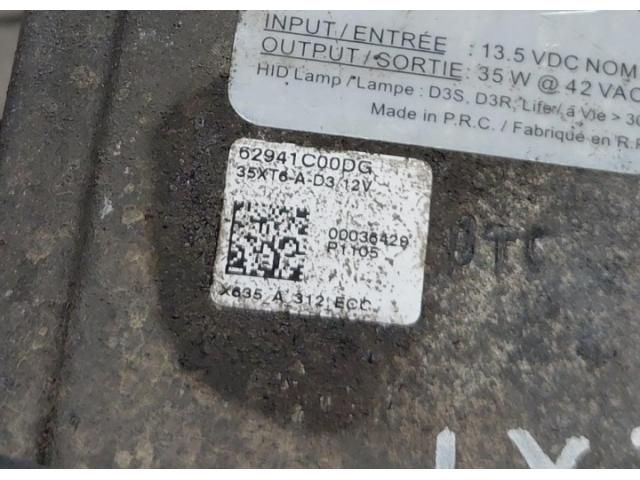 INPUT/ENTRÉE : 13.5 VDC NOM
OUTPUT/SORTIE: 35 W @ 42 VAC
HID Lamp /Lampe : D3S, D3R, Life/ á Vie > 30
Made in P.R.C./ Fabriqué en R.P
62941C00DG
35XT6-A-D3 12V
00036429
P1105
X635_A_312_ECC